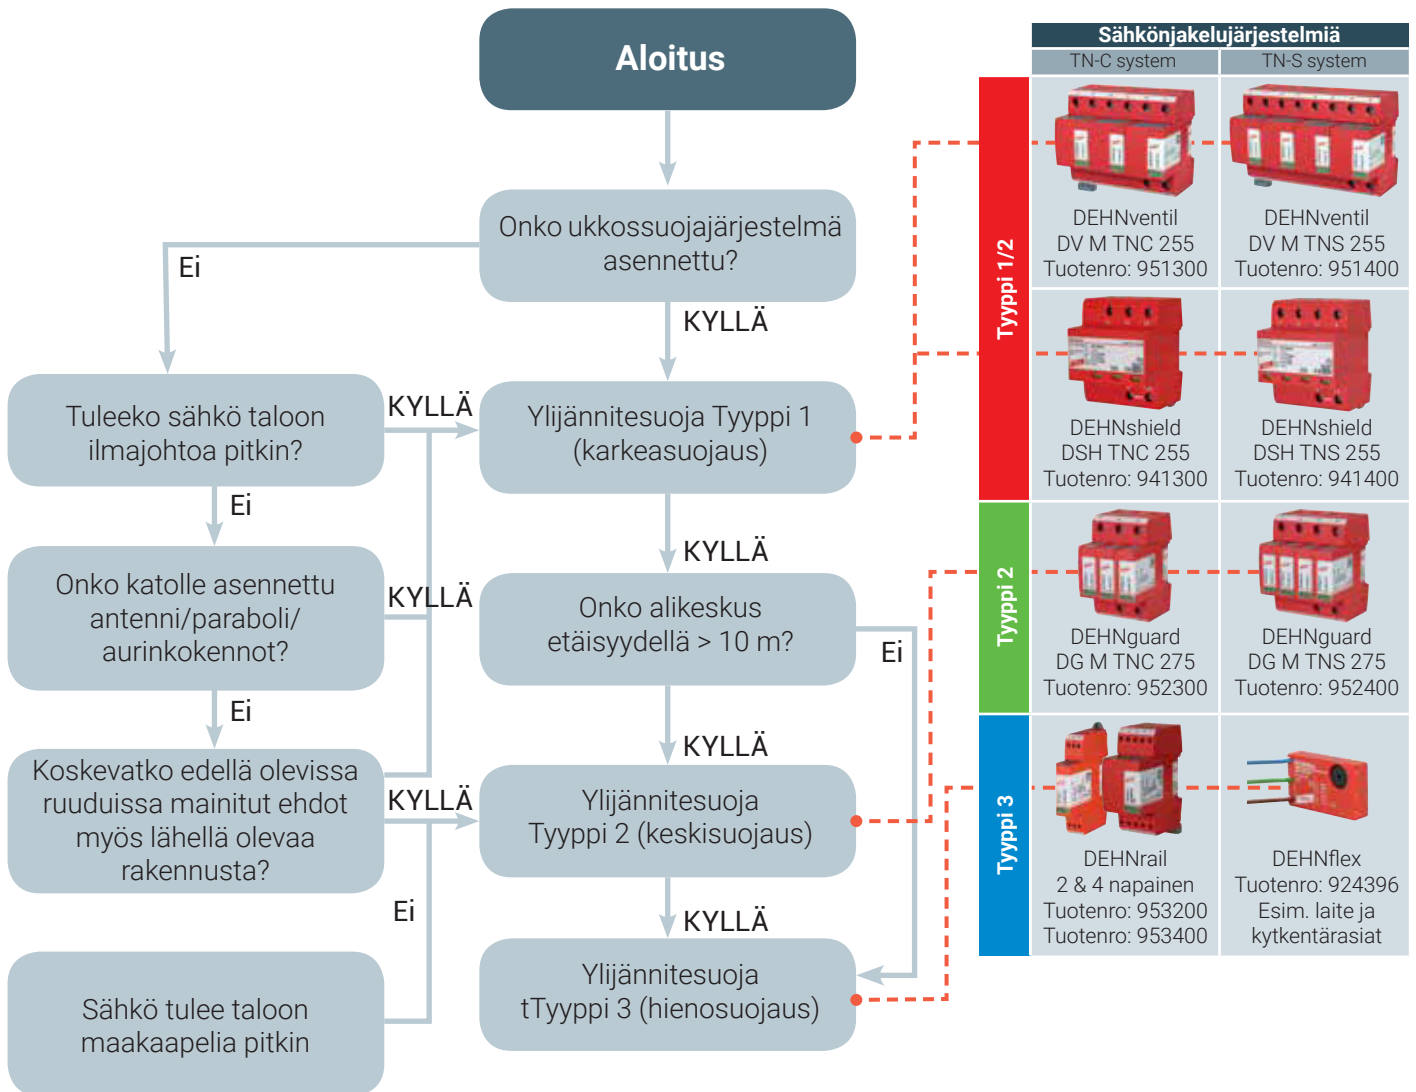 Aloitus
Onko ukkossuojajärjestelmä
asennettu?
Ei
KYLLÄ
Tuleeko sähkö taloon
ilmajohtoa pitkin?
KYLLÄ
Ylijännitesuoja Tyyppi 1
(karkeasuojaus)
Ei
KYLLÄ
Onko katolle asennettu
antenni/paraboli/
aurinkokennot?
KYLLÄ
Onko alikeskus
etäisyydellä > 10 m?
Ei
Ei
KYLLÄ
Koskevatko edellä olevissa
ruuduissa mainitut ehdot
myös lähellä olevaa
rakennusta?
KYLLÄ
Ylijännitesuoja
Tyyppi 2 (keskisuojaus)
Ei
KYLLÄ
Sähkö tulee taloon
maakaapelia pitkin
Ylijännitesuoja
tTyyppi 3 (hienosuojaus)
Sähkönjakelujärjestelmiä
TN-C system
TN-S system
Tyyppi 1/2
DEHNventil
DV M TNC 255
Tuotenro: 951300
DEHNventil
DV M TNS 255
Tuotenro: 951400
DEHNshield
DSH TNC 255
Tuotenro: 941300
DEHNshield
DSH TNS 255
Tuotenro: 941400
Tyyppi 2
DEHNguard
DG M TNC 275
Tuotenro: 952300
DEHNguard
DG M TNS 275
Tuotenro: 952400
Tyyppi 3
DEHNrail
2 & 4 napainen
Tuotenro: 953200
Tuotenro: 953400
DEHNflex
Tuotenro: 924396
Esim. laite ja
kytkentärasiat